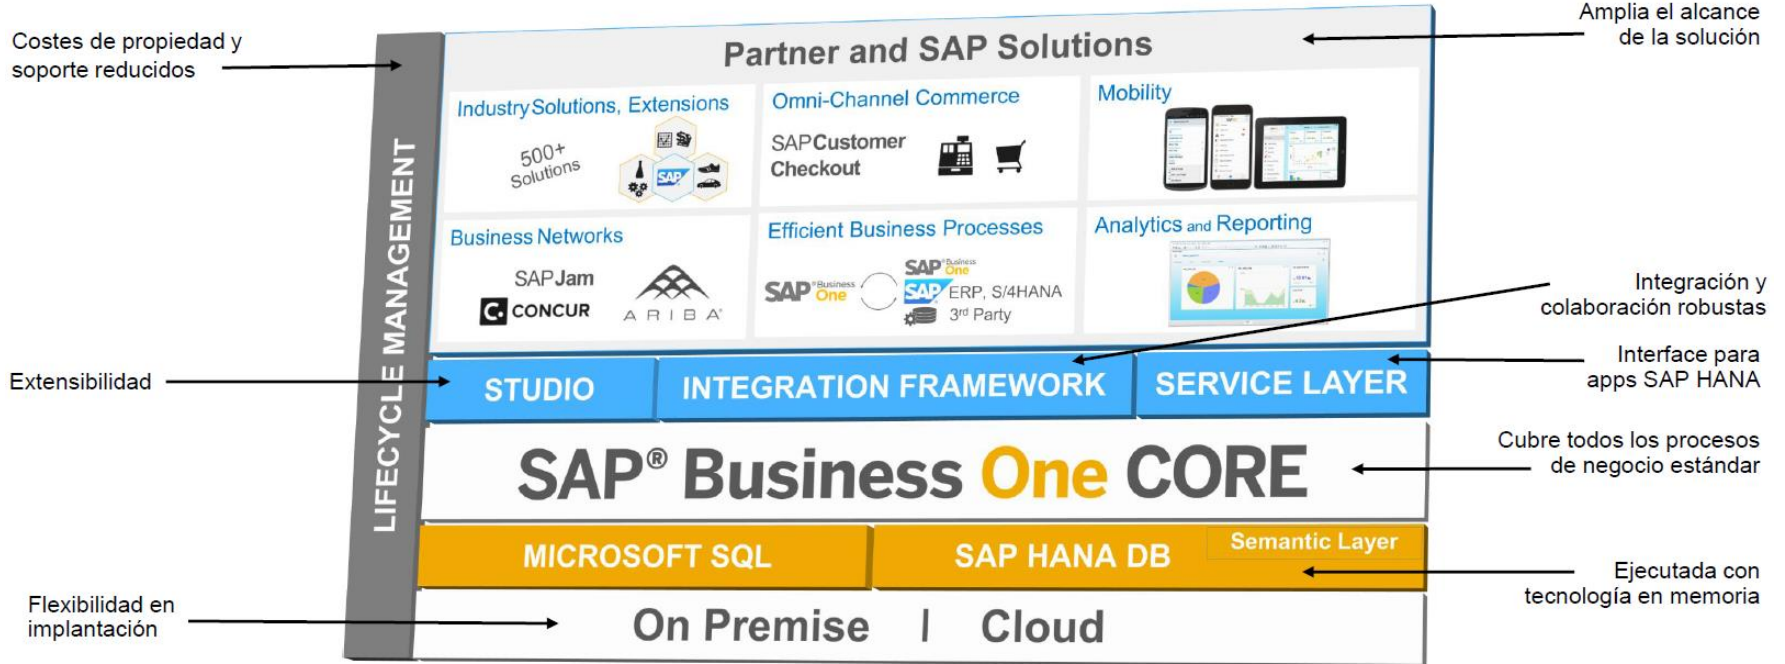 Costes de propiedad y
soporte reducidos
Amplia el alcance
de la solución
LIFECYCLE MANAGEMENT
Partner and SAP Solutions
Industry Solutions, Extensions
500+
Solutions
SAP
Omni-Channel Commerce
SAP Customer
Checkout
Mobility
Business Networks
SAP Jam
C. CONCUR
ARIBA
Efficient Business Processes
SAP® Business
One
SAP® Business
One
SAP ERP, S/4HANA
3rd Party
Analytics and Reporting
Integración y
colaboración robustas
Extensibilidad
STUDIO
INTEGRATION FRAMEWORK
SERVICE LAYER
Interface para
apps SAP HANA
SAP® Business One CORE
Cubre todos los procesos
de negocio estándar
MICROSOFT SQL
SAP HANA DB
Semantic Layer
Ejecutada con
tecnología en memoria
Flexibilidad en
implantación
On Premise | Cloud